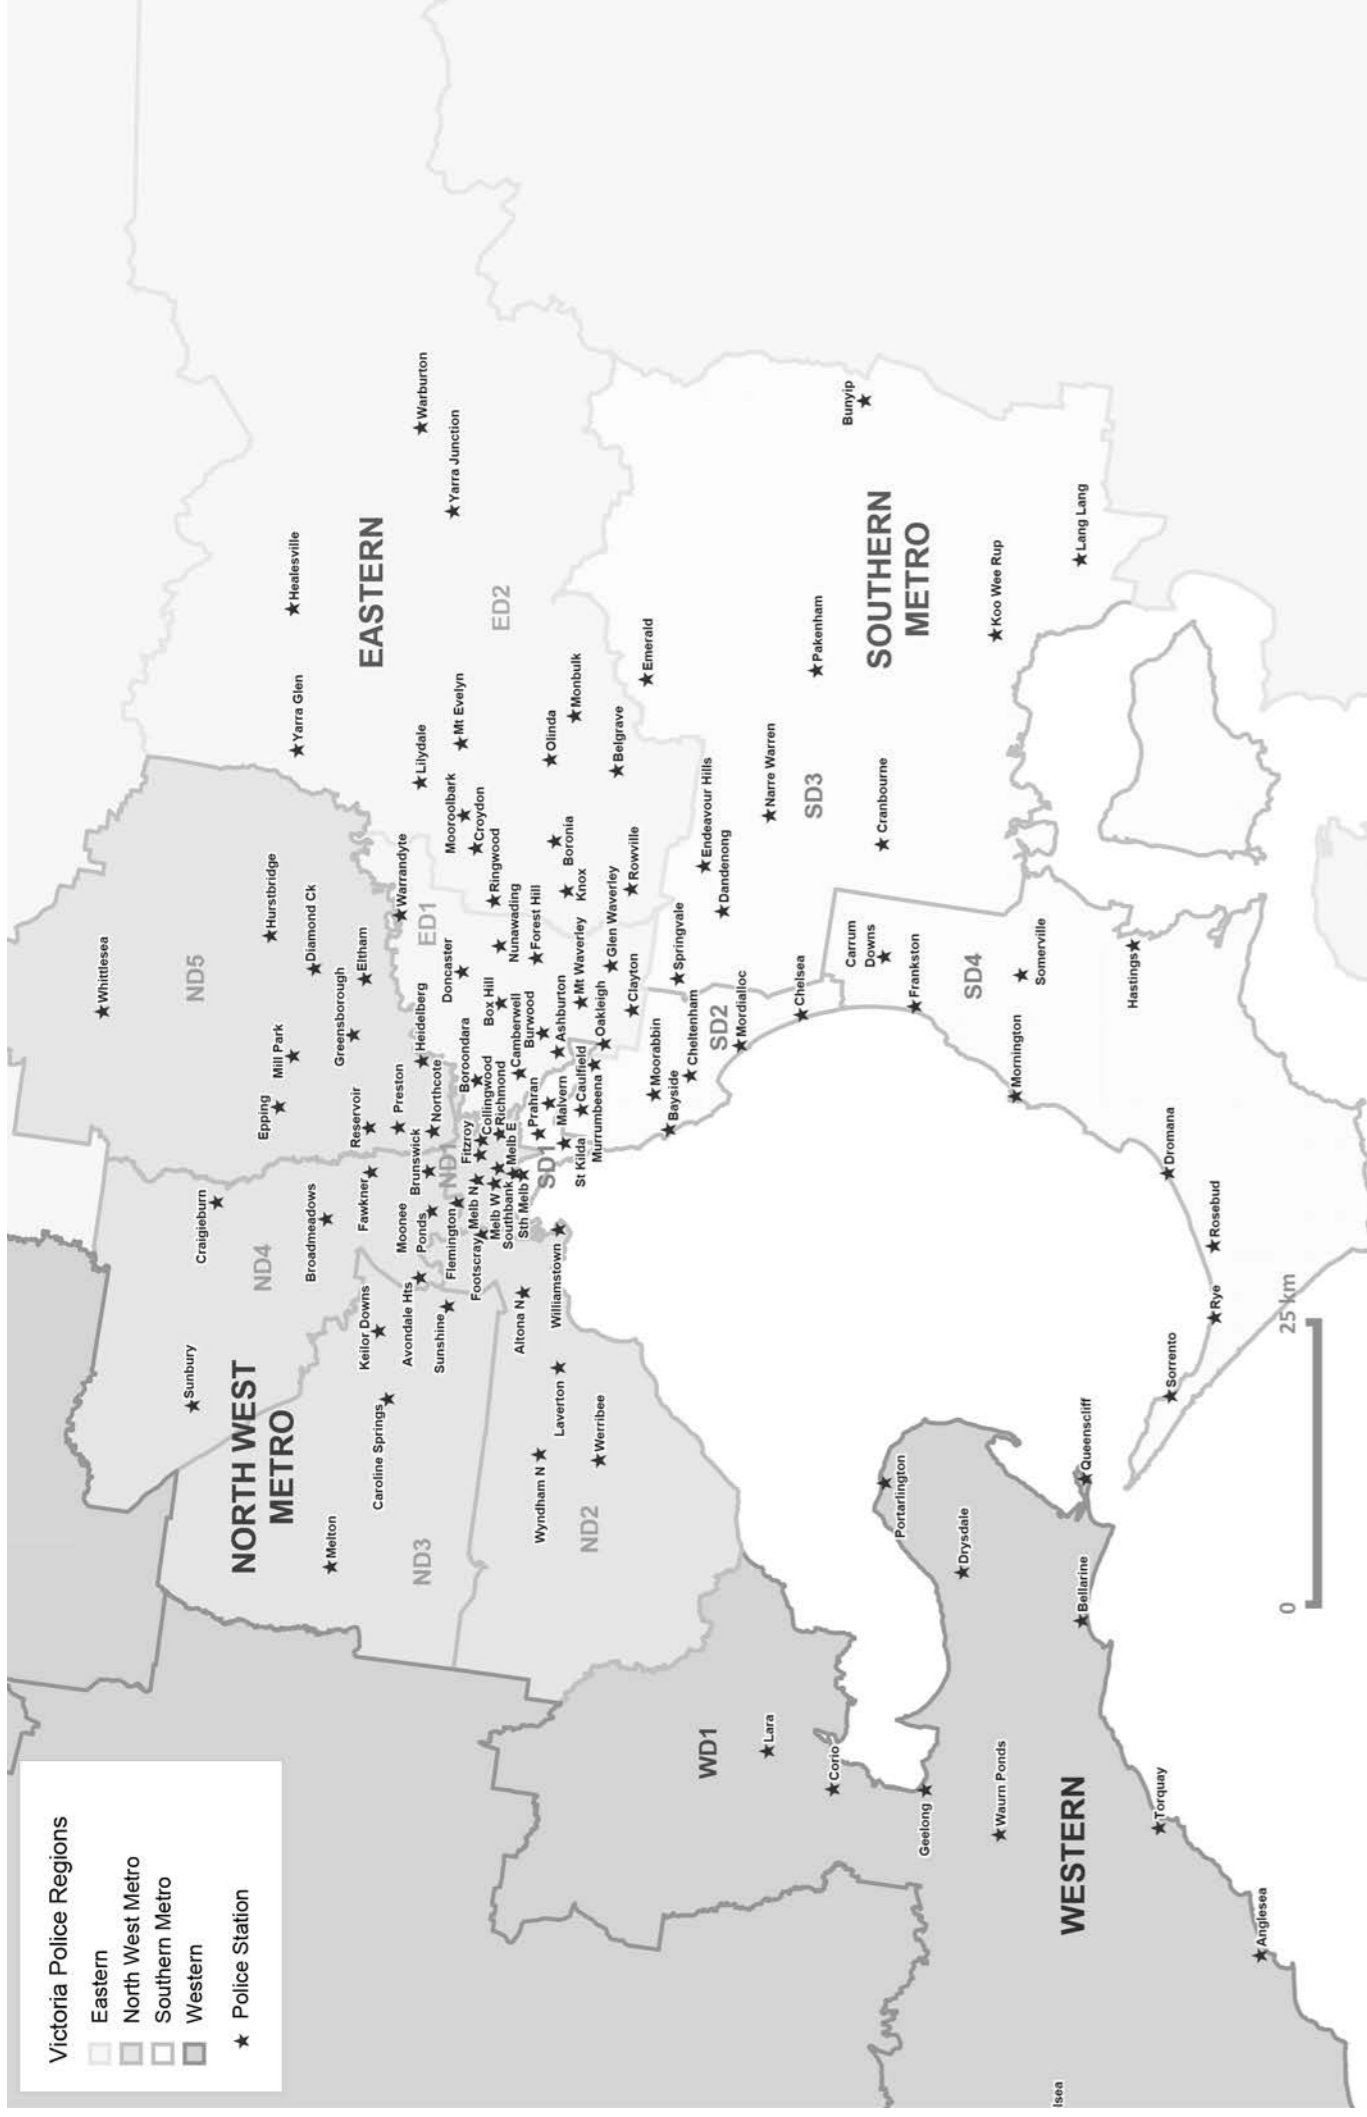 Victoria Police Regions
Eastern
North West Metro
Southern Metro
Western
Police Station
Whittlesea
ND5
Hurstbridge
Diamond Ck
Eltham
Greensborough
Mill Park
Epping
Reservoir
Preston
Northcote
Heidelberg
Craigieburn
Broadmeadows
ND4
Fawkner
Brunswick
Moonee
Ponds
Flemington
ND1
Sunbury
NORTH WEST
METRO
Keilor Downs
Avondale Hts
Sunshine
Caroline Springs
Melton
ND3
Footscray
Altona N
Williamstown
Laverton
Wyndham N
Werribee
ND2
Fitzroy
Collingwood
Richmond
Melb E
Melb N
Melb W
Southbank
Sth Melb
SD1
Prahran
Malvern
St Kilda
Caulfield
Murrumbeena
Yarra Glen
Healesville
EASTERN
Warburton
Yarra Junction
ED2
Lilydale
Mt Evelyn
Mooroolbark
Croydon
Ringwood
Olinda
Monbulk
Belgrave
Boronia
Knox
Rowville
Warrandyte
ED1
Doncaster
Nunawading
Forest Hill
Box Hill
Boroondara
Camberwell
Burwood
Ashburton
Mt Waverley
Glen Waverley
Oakleigh
Clayton
Emerald
Endeavour Hills
Dandenong
Springvale
Narre Warren
SD3
Pakenham
Bunyip
SOUTHERN
METRO
Cranbourne
Koo Wee Rup
Lang Lang
Moorabbin
Bayside
Cheltenham
SD2
Mordialloc
Chelsea
Carrum
Downs
Frankston
SD4
Somerville
Hastings
Mornington
Dromana
Rosebud
Rye
Sorrento
WD1
Lara
Corio
Geelong
Waurn Ponds
WESTERN
Torquay
Anglesea
lsea
Portarlington
Drysdale
Bellarine
Queenscliff
0
25 km